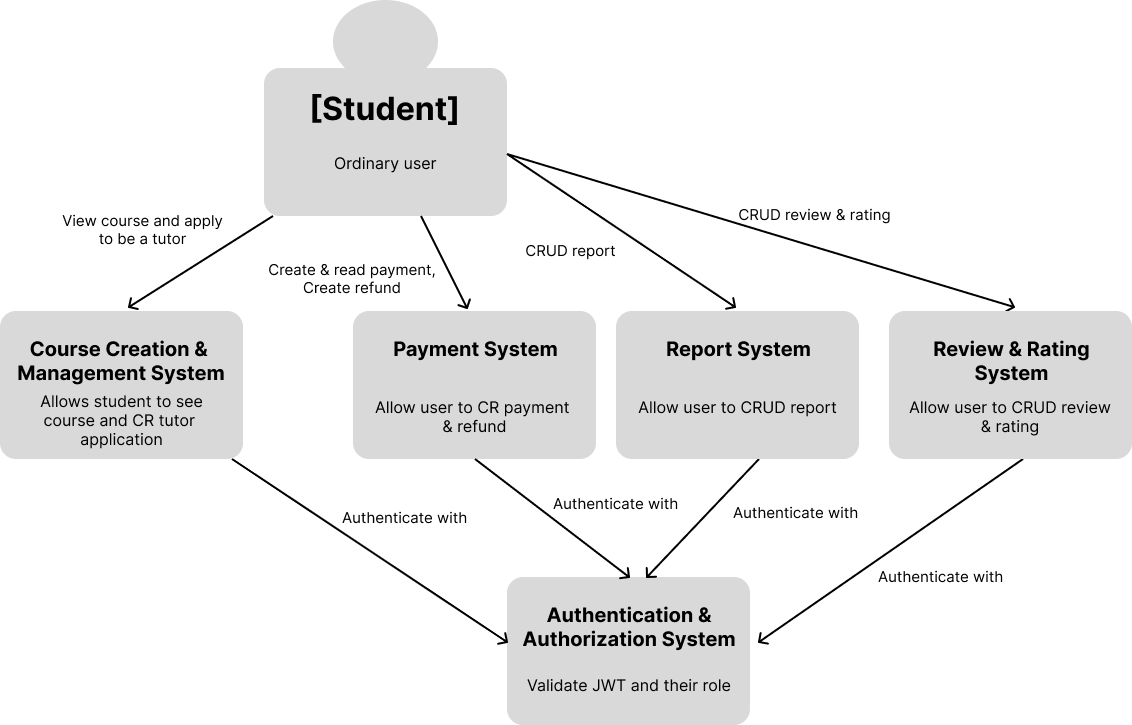 [Student]
Ordinary user
View course and apply
to be a tutor
Create & read payment,
Create refund
CRUD report
CRUD review & rating
Course Creation &
Management System
Allows student to see
course and CR tutor
application
Payment System
Allow user to CR payment
& refund
Report System
Allow user to CRUD report
Review & Rating
System
Allow user to CRUD review
& rating
Authenticate with
Authenticate with
Authenticate with
Authenticate with
Authentication &
Authorization System
Validate JWT and their role